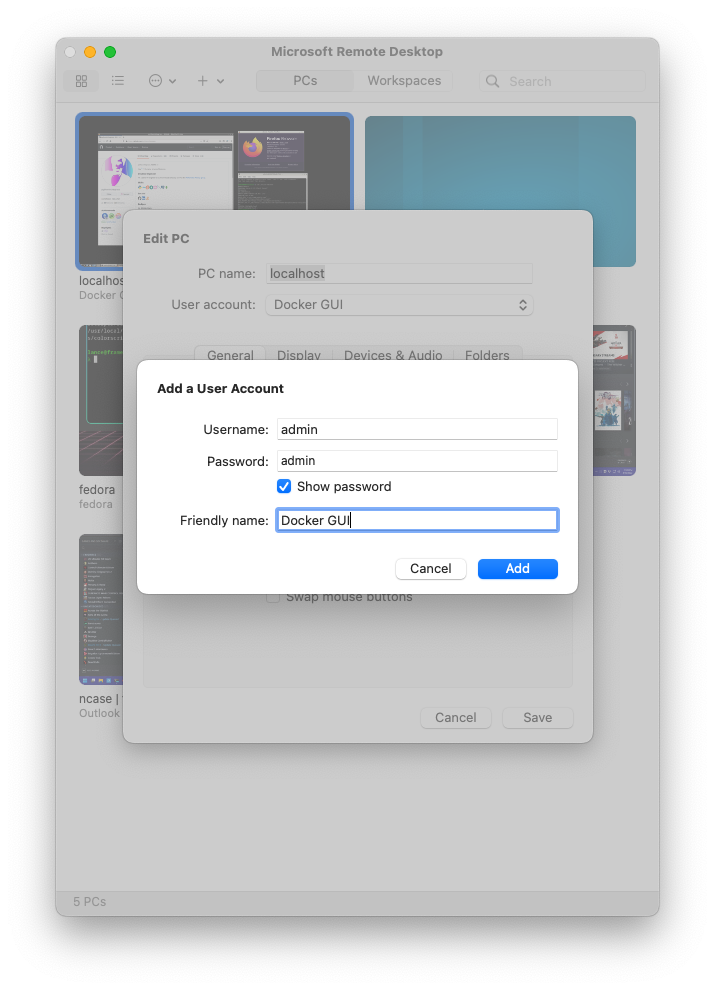 Microsoft Remote Desktop
PCs
Workspaces
Search
Edit PC
PC name:
localhost
User account:
Docker GUI
General
Display
Devices & Audio
Folders
Add a User Account
Username:
admin
Password:
admin
Show password
Friendly name:
Docker GUI
Cancel
Add
Swap mouse buttons
Cancel
Save
fedora
fedora
ncase |
Outlook
5 PCs